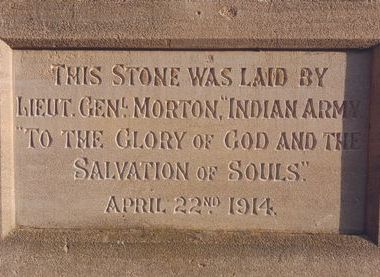 THIS STONE WAS LAID BY
LIEUT. GENL. MORTON, "INDIAN ARMY
"TO THE GLORY OF GOD AND THE
SALVATION OF SOULS."
APRIL 22ND 1914.